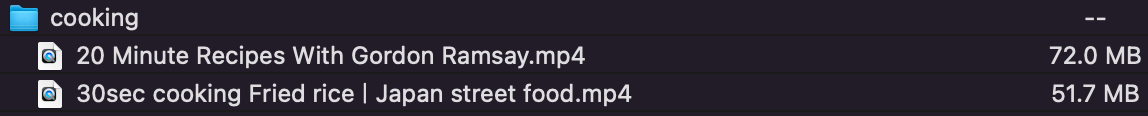 cooking --
20 Minute Recipes With Gordon Ramsay.mp4 72.0 MB
30sec cooking Fried rice | Japan street food.mp4 51.7 MB